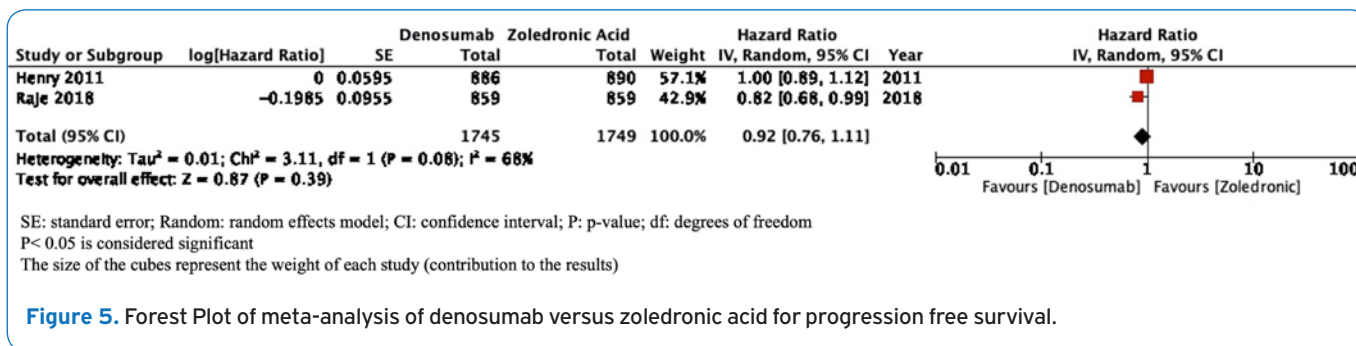 Denosumab Zoledronic Acid Hazard Ratio Hazard Ratio
Study or Subgroup log[Hazard Ratio] SE Total Total Weight IV, Random, 95% CI Year IV, Random, 95% CI
Henry 2011 0 0.0595 886 890 57.1% 1.00 [0.89, 1.12] 2011
Raje 2018 −0.1985 0.0955 859 859 42.9% 0.82 [0.68, 0.99] 2018
Total (95% CI) 1745 1749 100.0% 0.92 [0.76, 1.11]
Heterogeneity: Tau² = 0.01; Chi² = 3.11, df = 1 (P = 0.08); I² = 68%
Test for overall effect: Z = 0.87 (P = 0.39)
0.01 0.1 1 10 100
Favours [Denosumab] Favours [Zoledronic]
SE: standard error; Random: random effects model; CI: confidence interval; P: p-value; df: degrees of freedom
P< 0.05 is considered significant
The size of the cubes represent the weight of each study (contribution to the results)
Figure 5. Forest Plot of meta-analysis of denosumab versus zoledronic acid for progression free survival.